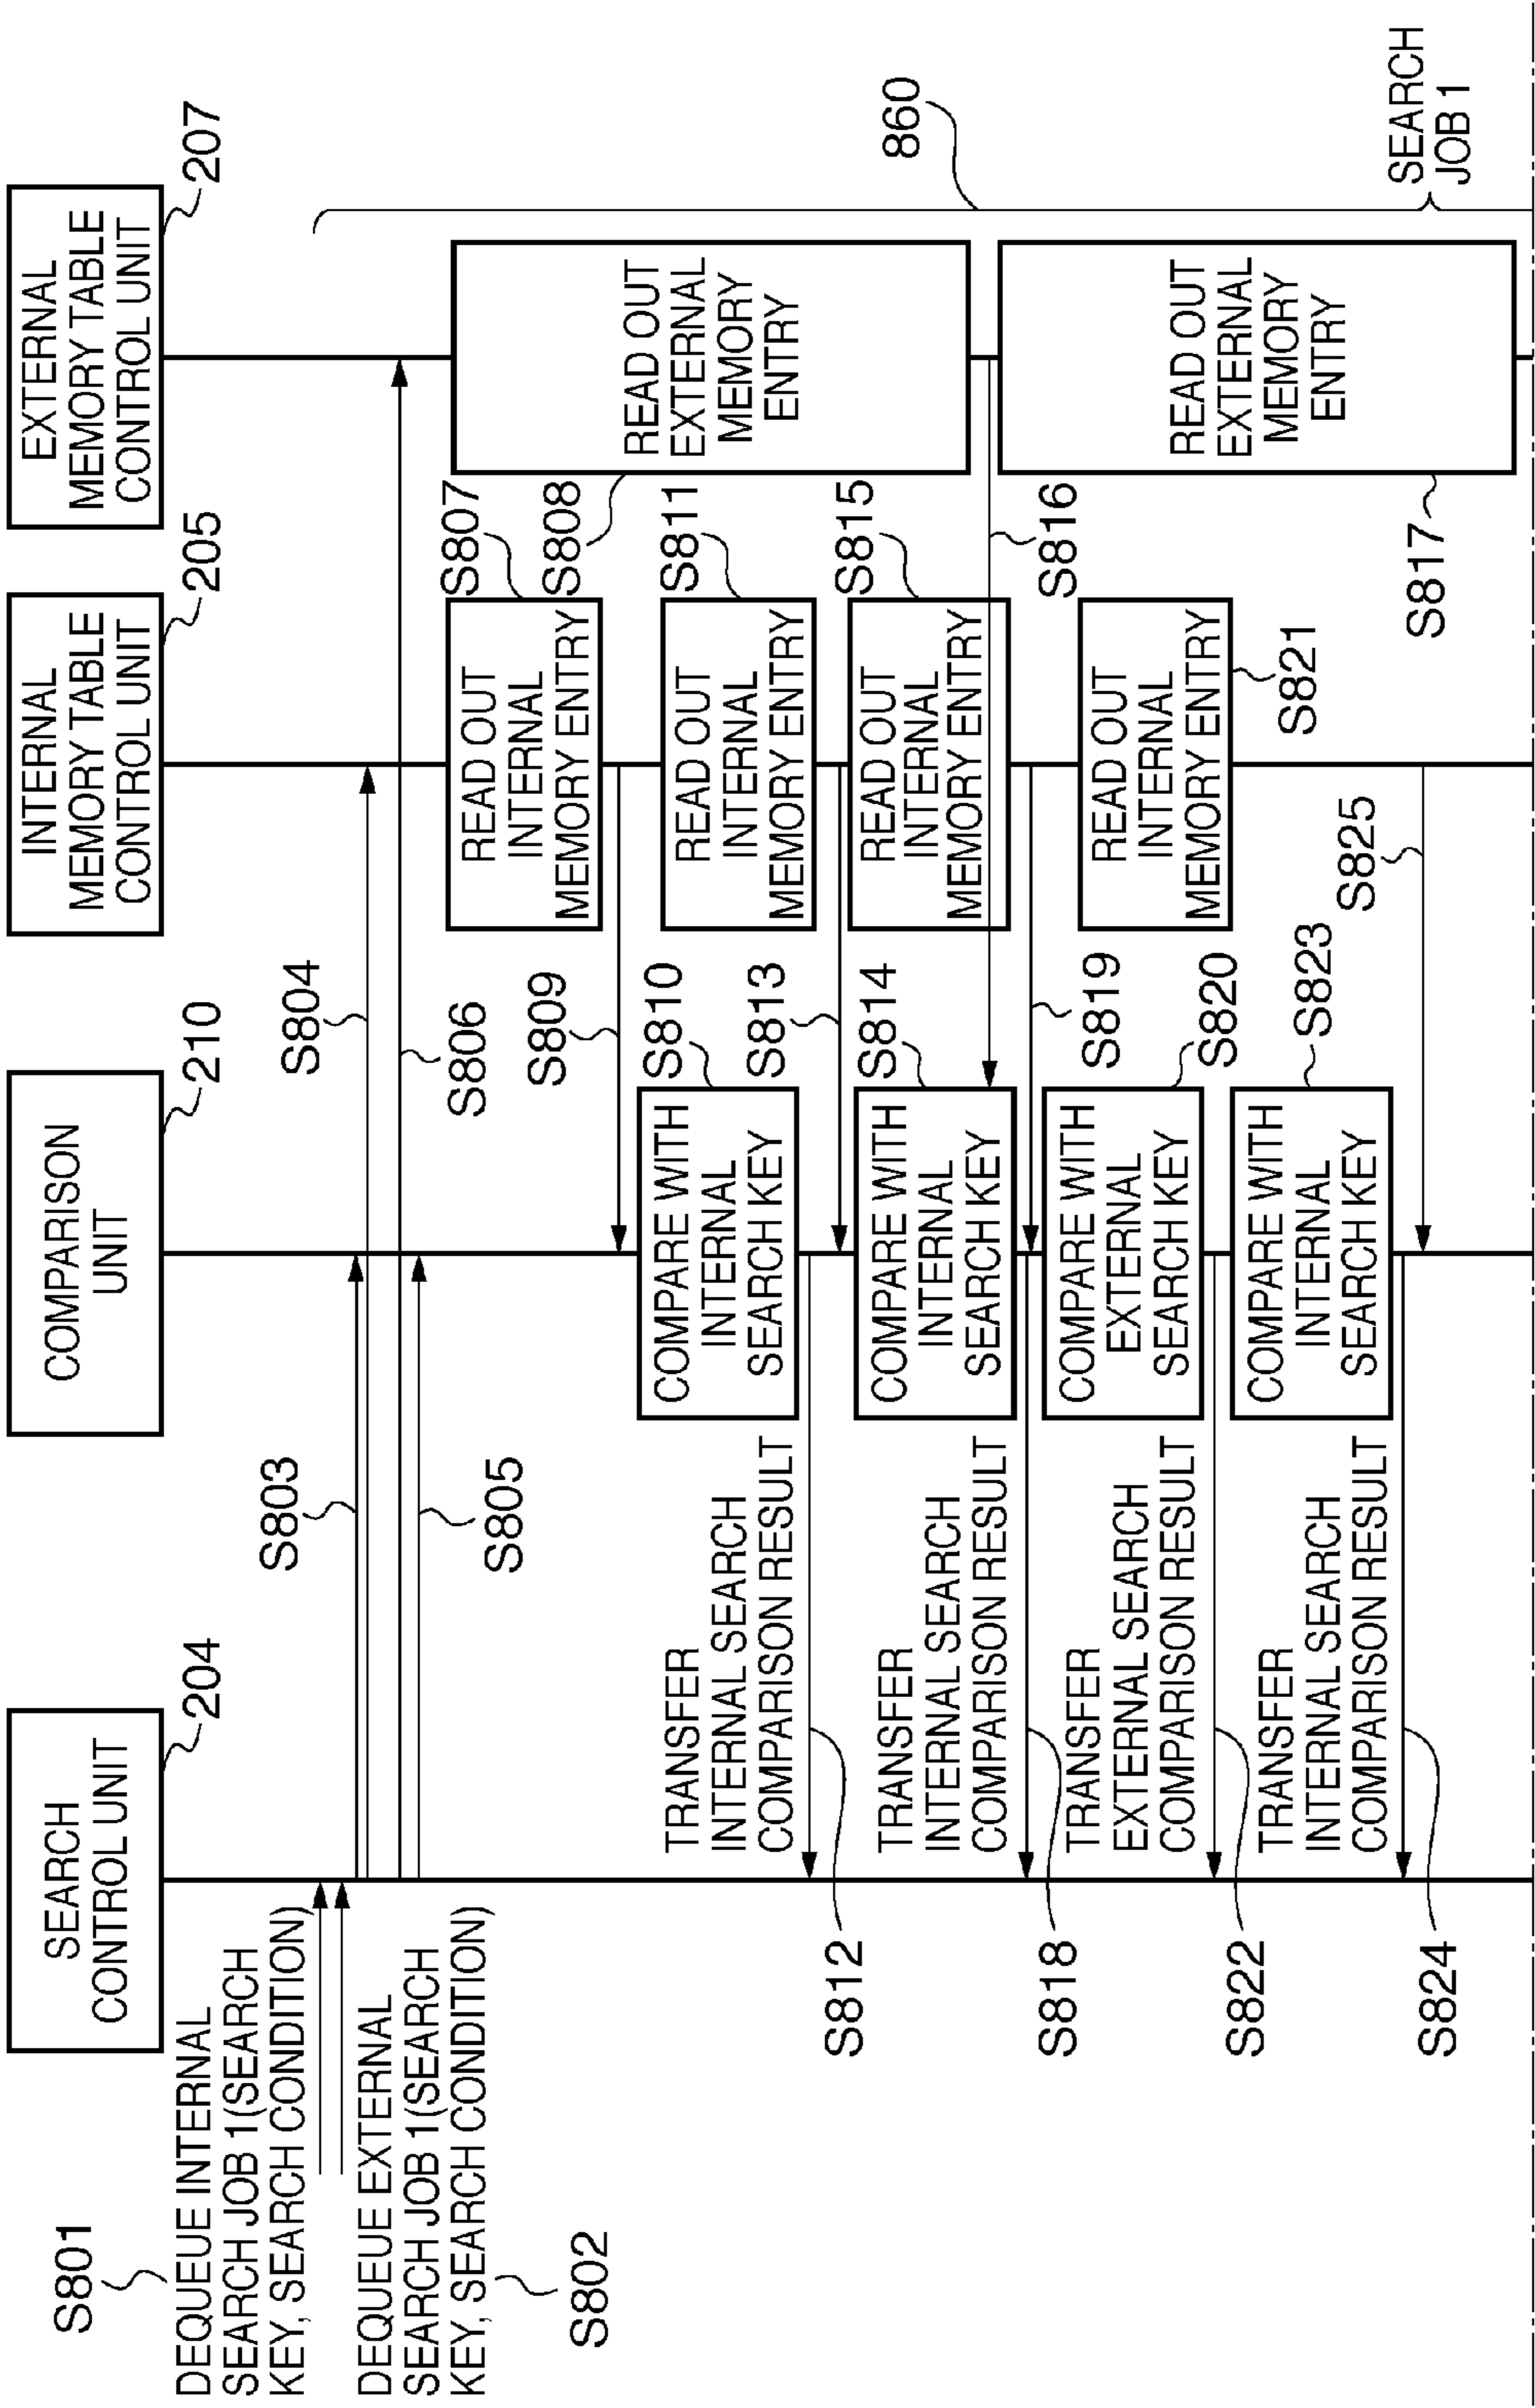 SEARCH
CONTROL UNIT
204
COMPARISON
UNIT
210
INTERNAL
MEMORY TABLE
CONTROL UNIT
205
EXTERNAL
MEMORY TABLE
CONTROL UNIT
207
S801
DEQUEUE INTERNAL
SEARCH JOB 1(SEARCH
KEY, SEARCH CONDITION)
DEQUEUE EXTERNAL
SEARCH JOB 1(SEARCH
KEY, SEARCH CONDITION)
S802
S803
S804
S805
S806
S807
READ OUT
INTERNAL
MEMORY ENTRY
S808
READ OUT
EXTERNAL
MEMORY
ENTRY
S809
S810
COMPARE WITH
INTERNAL
SEARCH KEY
S811
READ OUT
INTERNAL
MEMORY ENTRY
TRANSFER
INTERNAL SEARCH
COMPARISON RESULT
S812
S813
S814
COMPARE WITH
INTERNAL
SEARCH KEY
S815
READ OUT
INTERNAL
MEMORY ENTRY
S816
READ OUT
EXTERNAL
MEMORY
ENTRY
S817
TRANSFER
INTERNAL SEARCH
COMPARISON RESULT
S818
S819
S820
COMPARE WITH
EXTERNAL
SEARCH KEY
READ OUT
INTERNAL
MEMORY ENTRY
S821
TRANSFER
EXTERNAL SEARCH
COMPARISON RESULT
S822
S823
COMPARE WITH
INTERNAL
SEARCH KEY
TRANSFER
INTERNAL SEARCH
COMPARISON RESULT
S824
S825
860
SEARCH
JOB 1